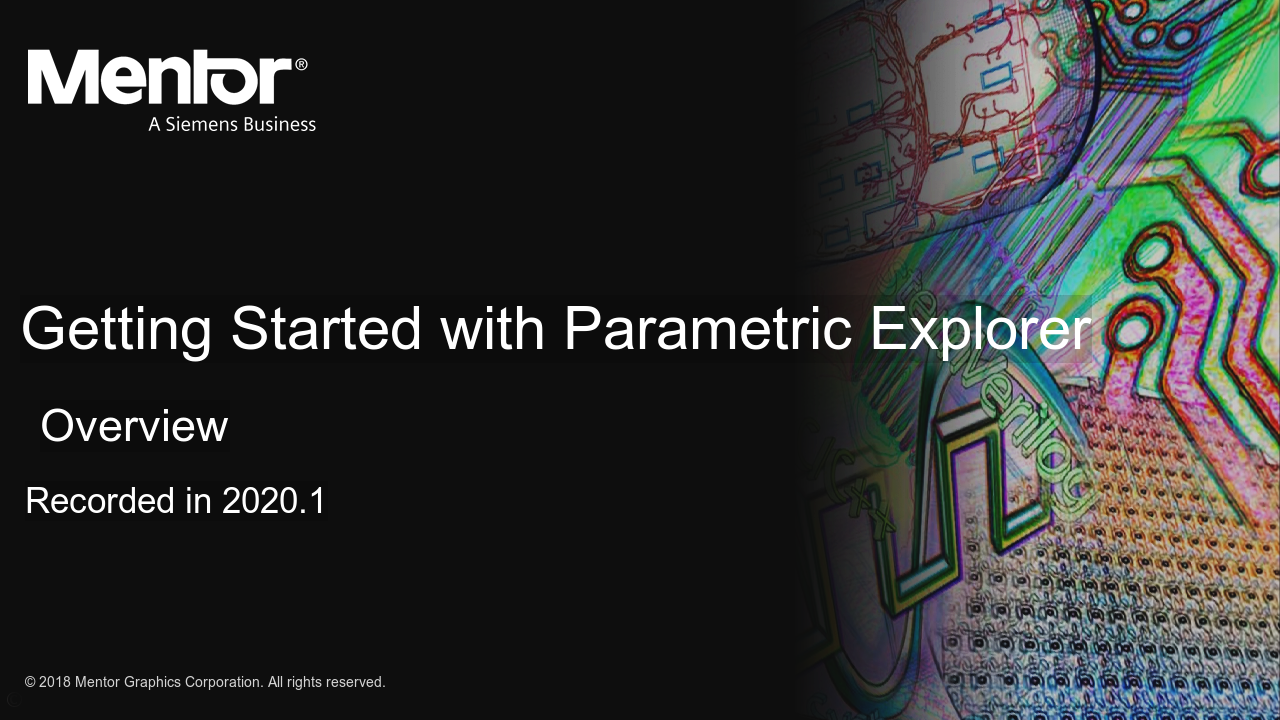 Mentor®
A Siemens Business
Getting Started with Parametric Explorer
Overview
Recorded in 2020.1
Verilog
© 2018 Mentor Graphics Corporation. All rights reserved.